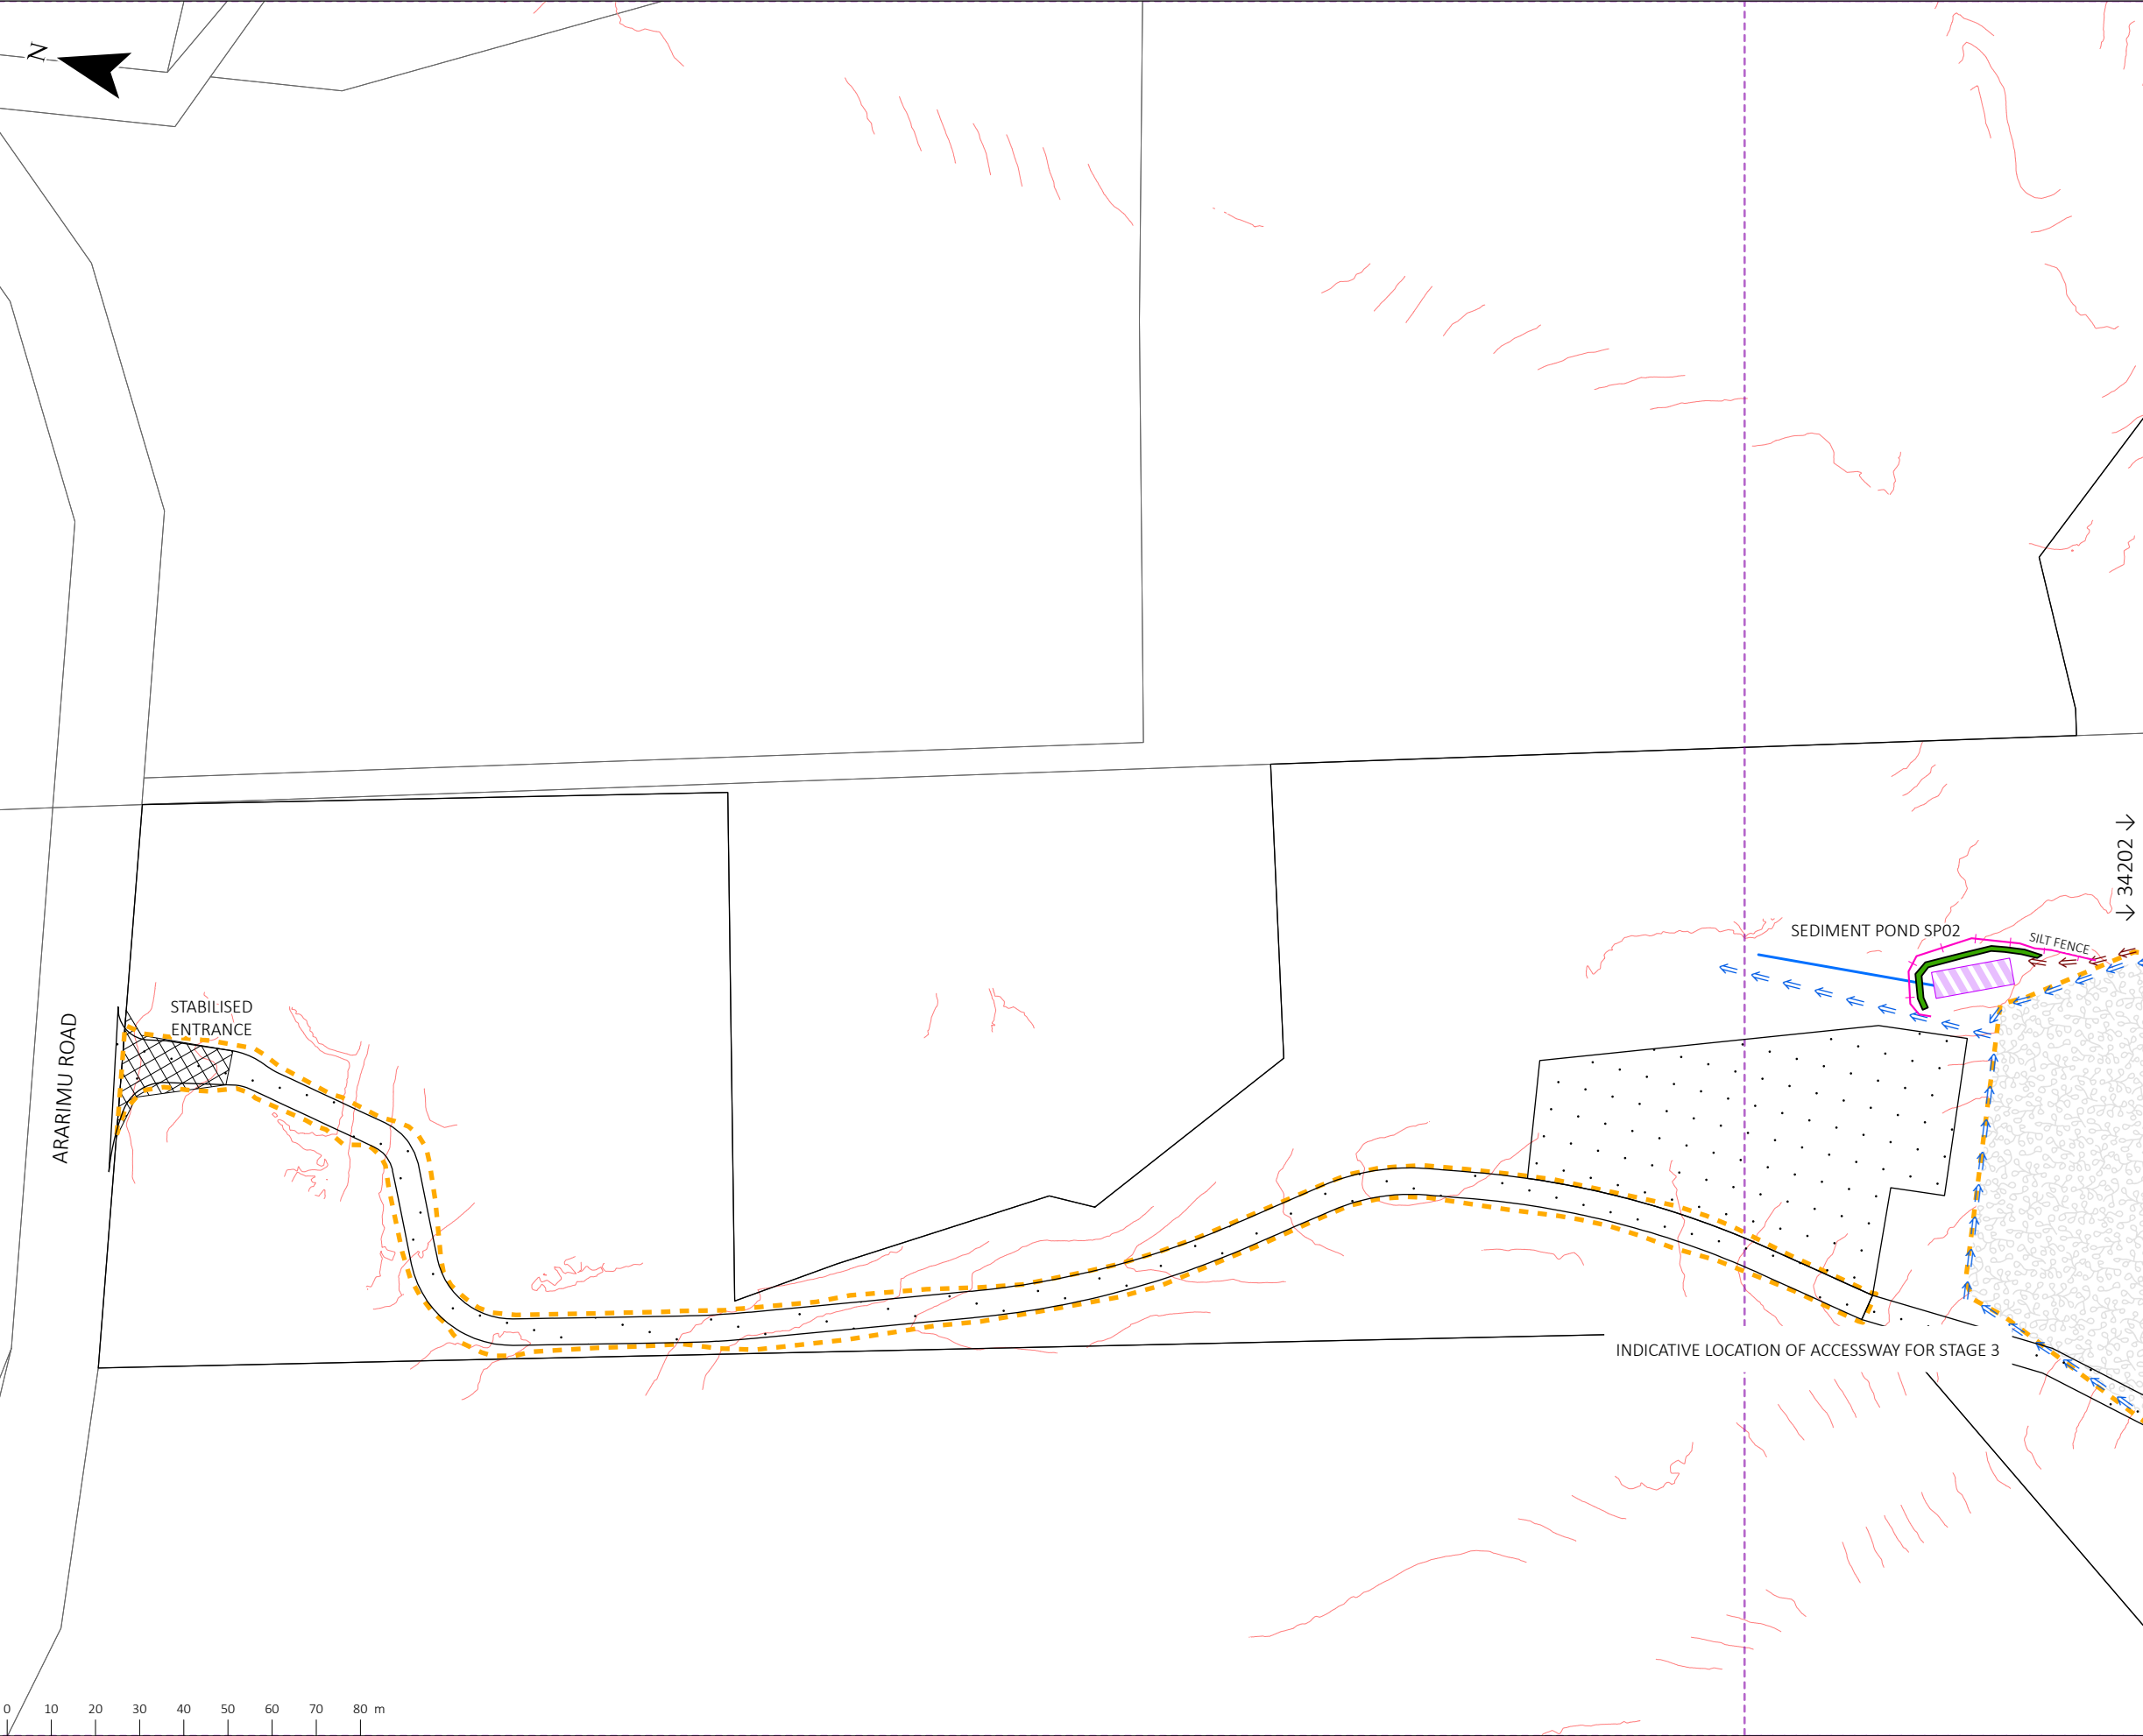 N
34202
SEDIMENT POND SP02
SILT FENCE
STABILISED
ENTRANCE
ARARIMU ROAD
INDICATIVE LOCATION OF ACCESSWAY FOR STAGE 3
0 10 20 30 40 50 60 70 80 m